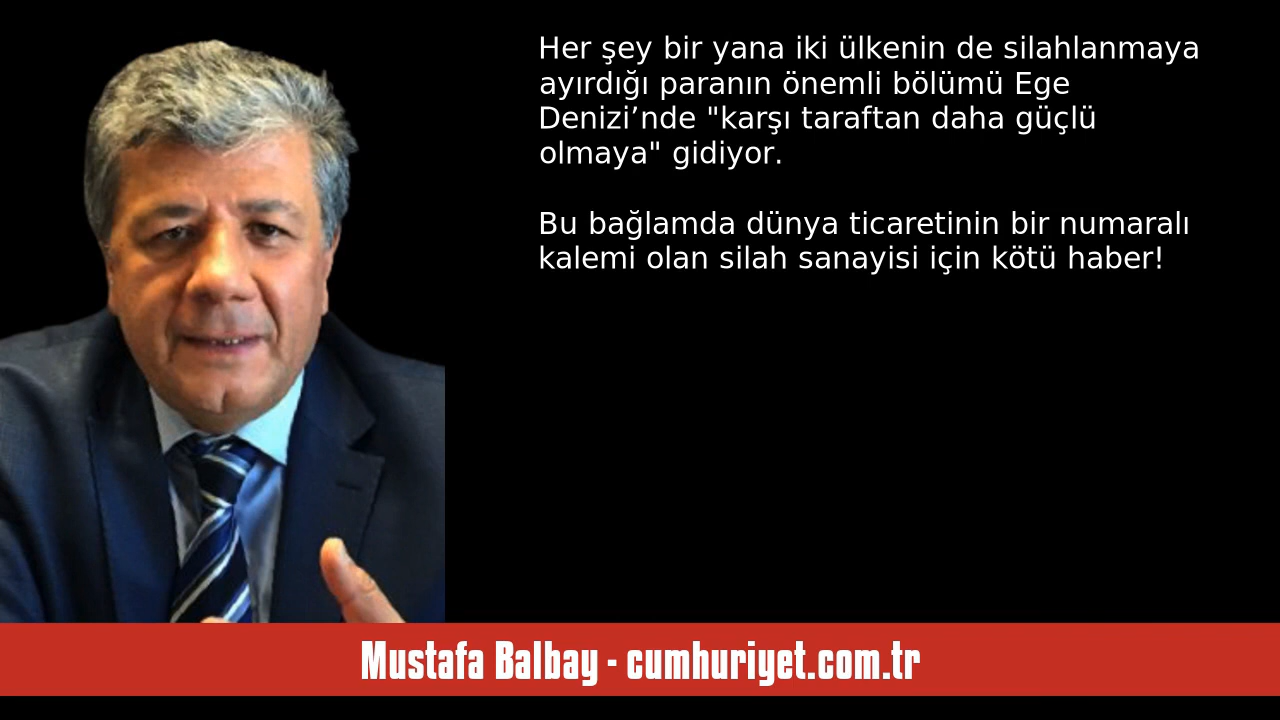 Her şey bir yana iki ülkenin de silahlanmaya
ayırdığı paranın önemli bölümü Ege
Denizi’nde "karşı taraftan daha güçlü
olmaya" gidiyor.
Bu bağlamda dünya ticaretinin bir numaralı
kalemi olan silah sanayisi için kötü haber!
Mustafa Balbay - cumhuriyet.com.tr